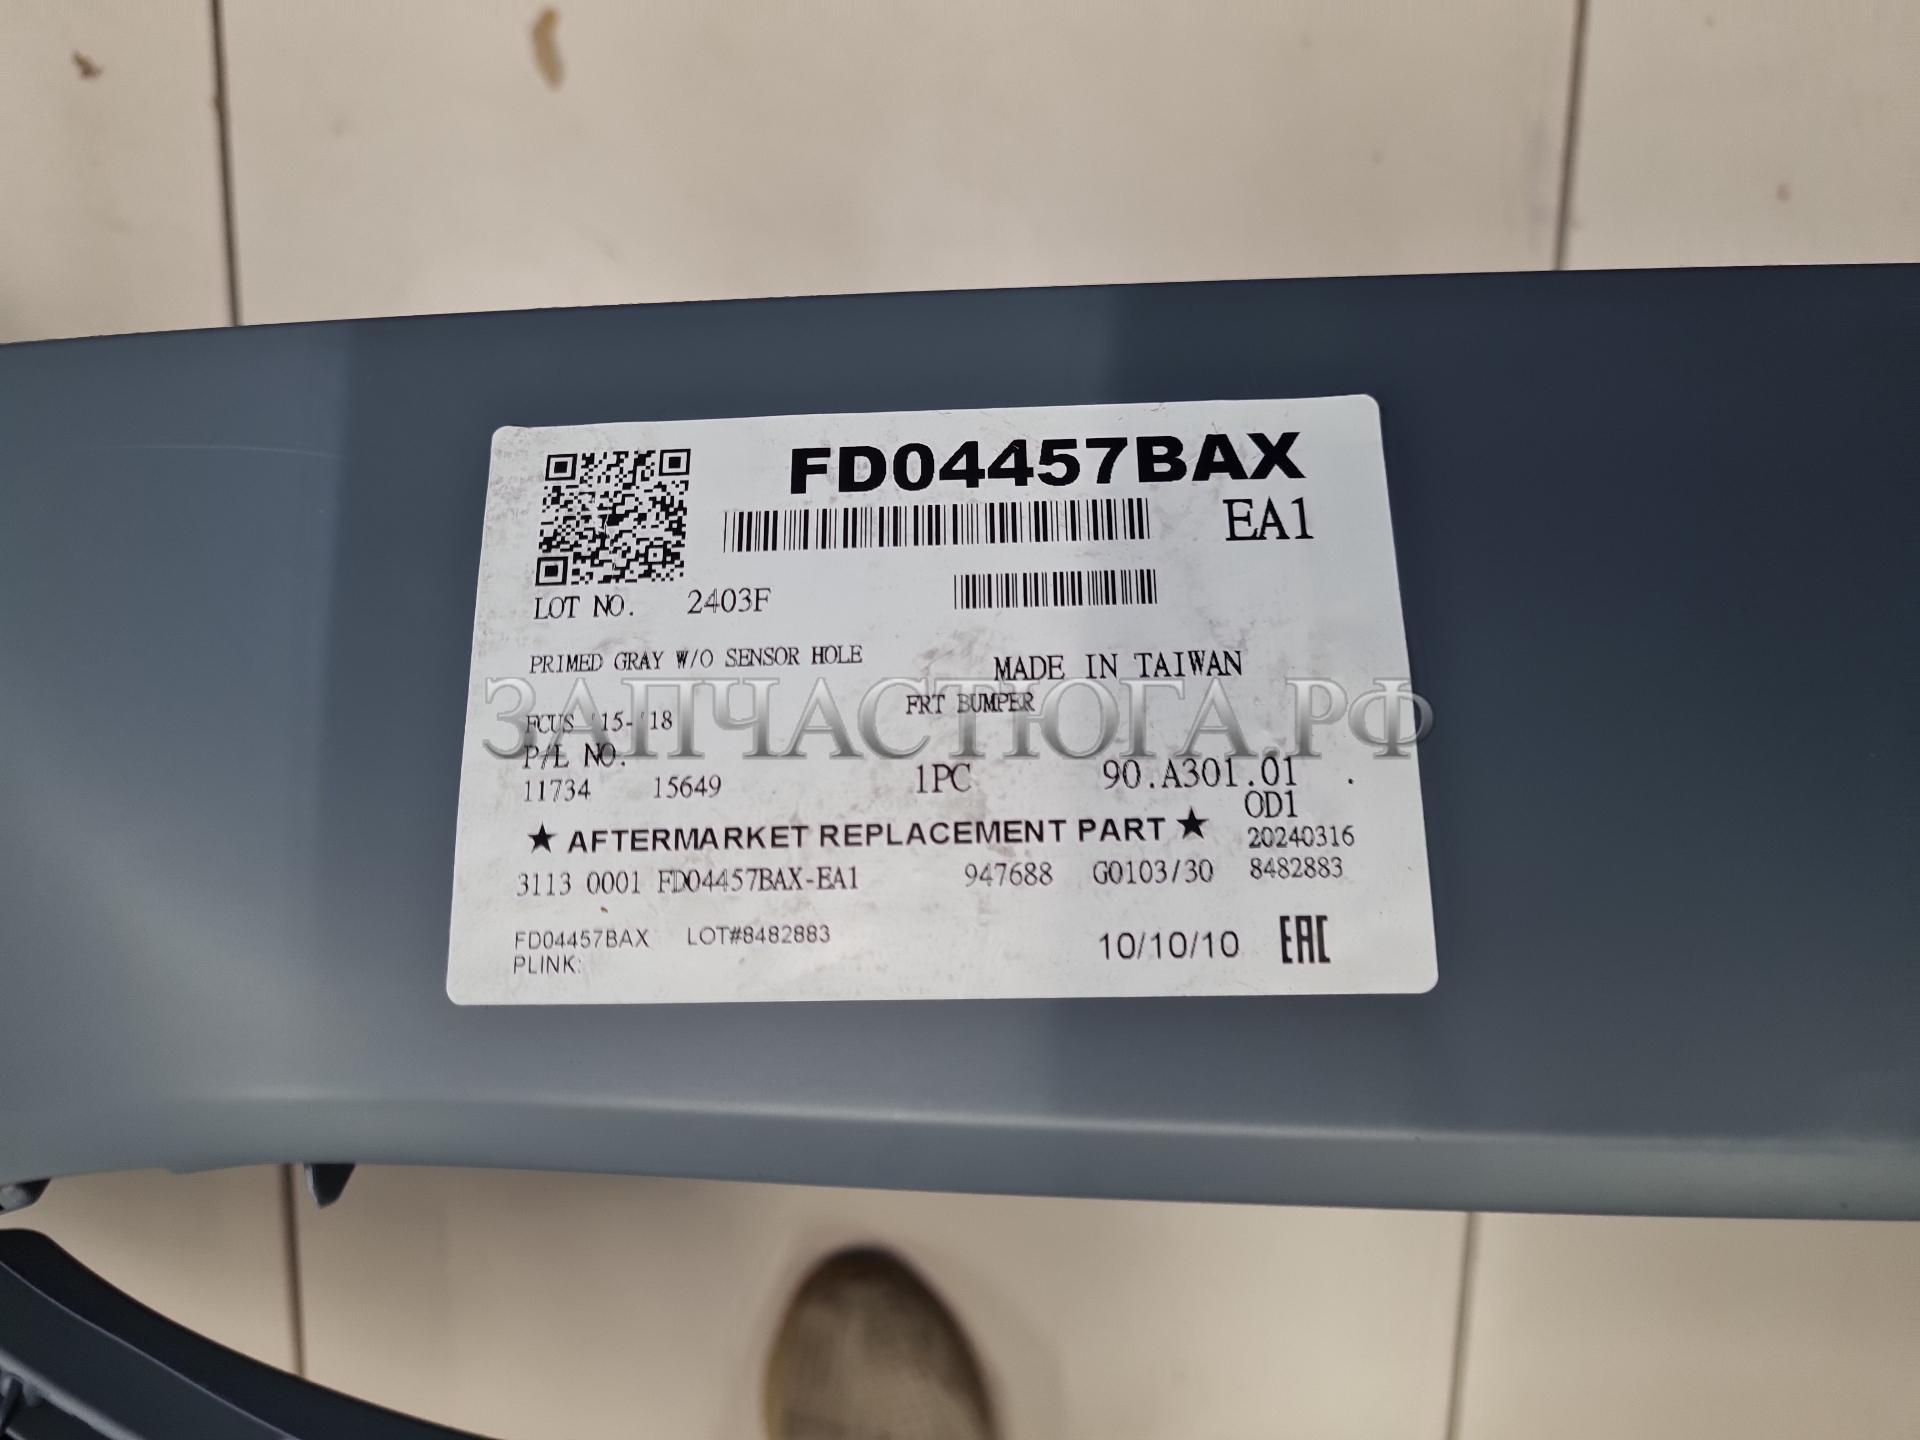 FD04457BAX
EA1
LOT NO. 2403F
PRIMED GRAY W/O SENSOR HOLE
MADE IN TAIWAN
ЗАПЧАСТЮГА.РФ
FRT BUMPER
FCUS '15-'18
P/L NO.
11734 15649 1PC 90.A301.01 .
OD1
★ AFTERMARKET REPLACEMENT PART ★
20240316
3113 0001 FD04457BAX-EA1 947688 G0103/30 8482883
FD04457BAX LOT#8482883 10/10/10 EAC
PLINK: